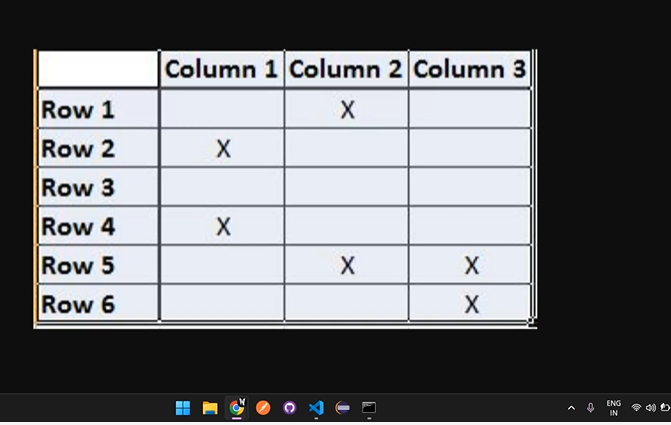 Column 1 Column 2 Column 3
Row 1 X
Row 2 X
Row 3
Row 4 X
Row 5 X X
Row 6 X
ENG
IN